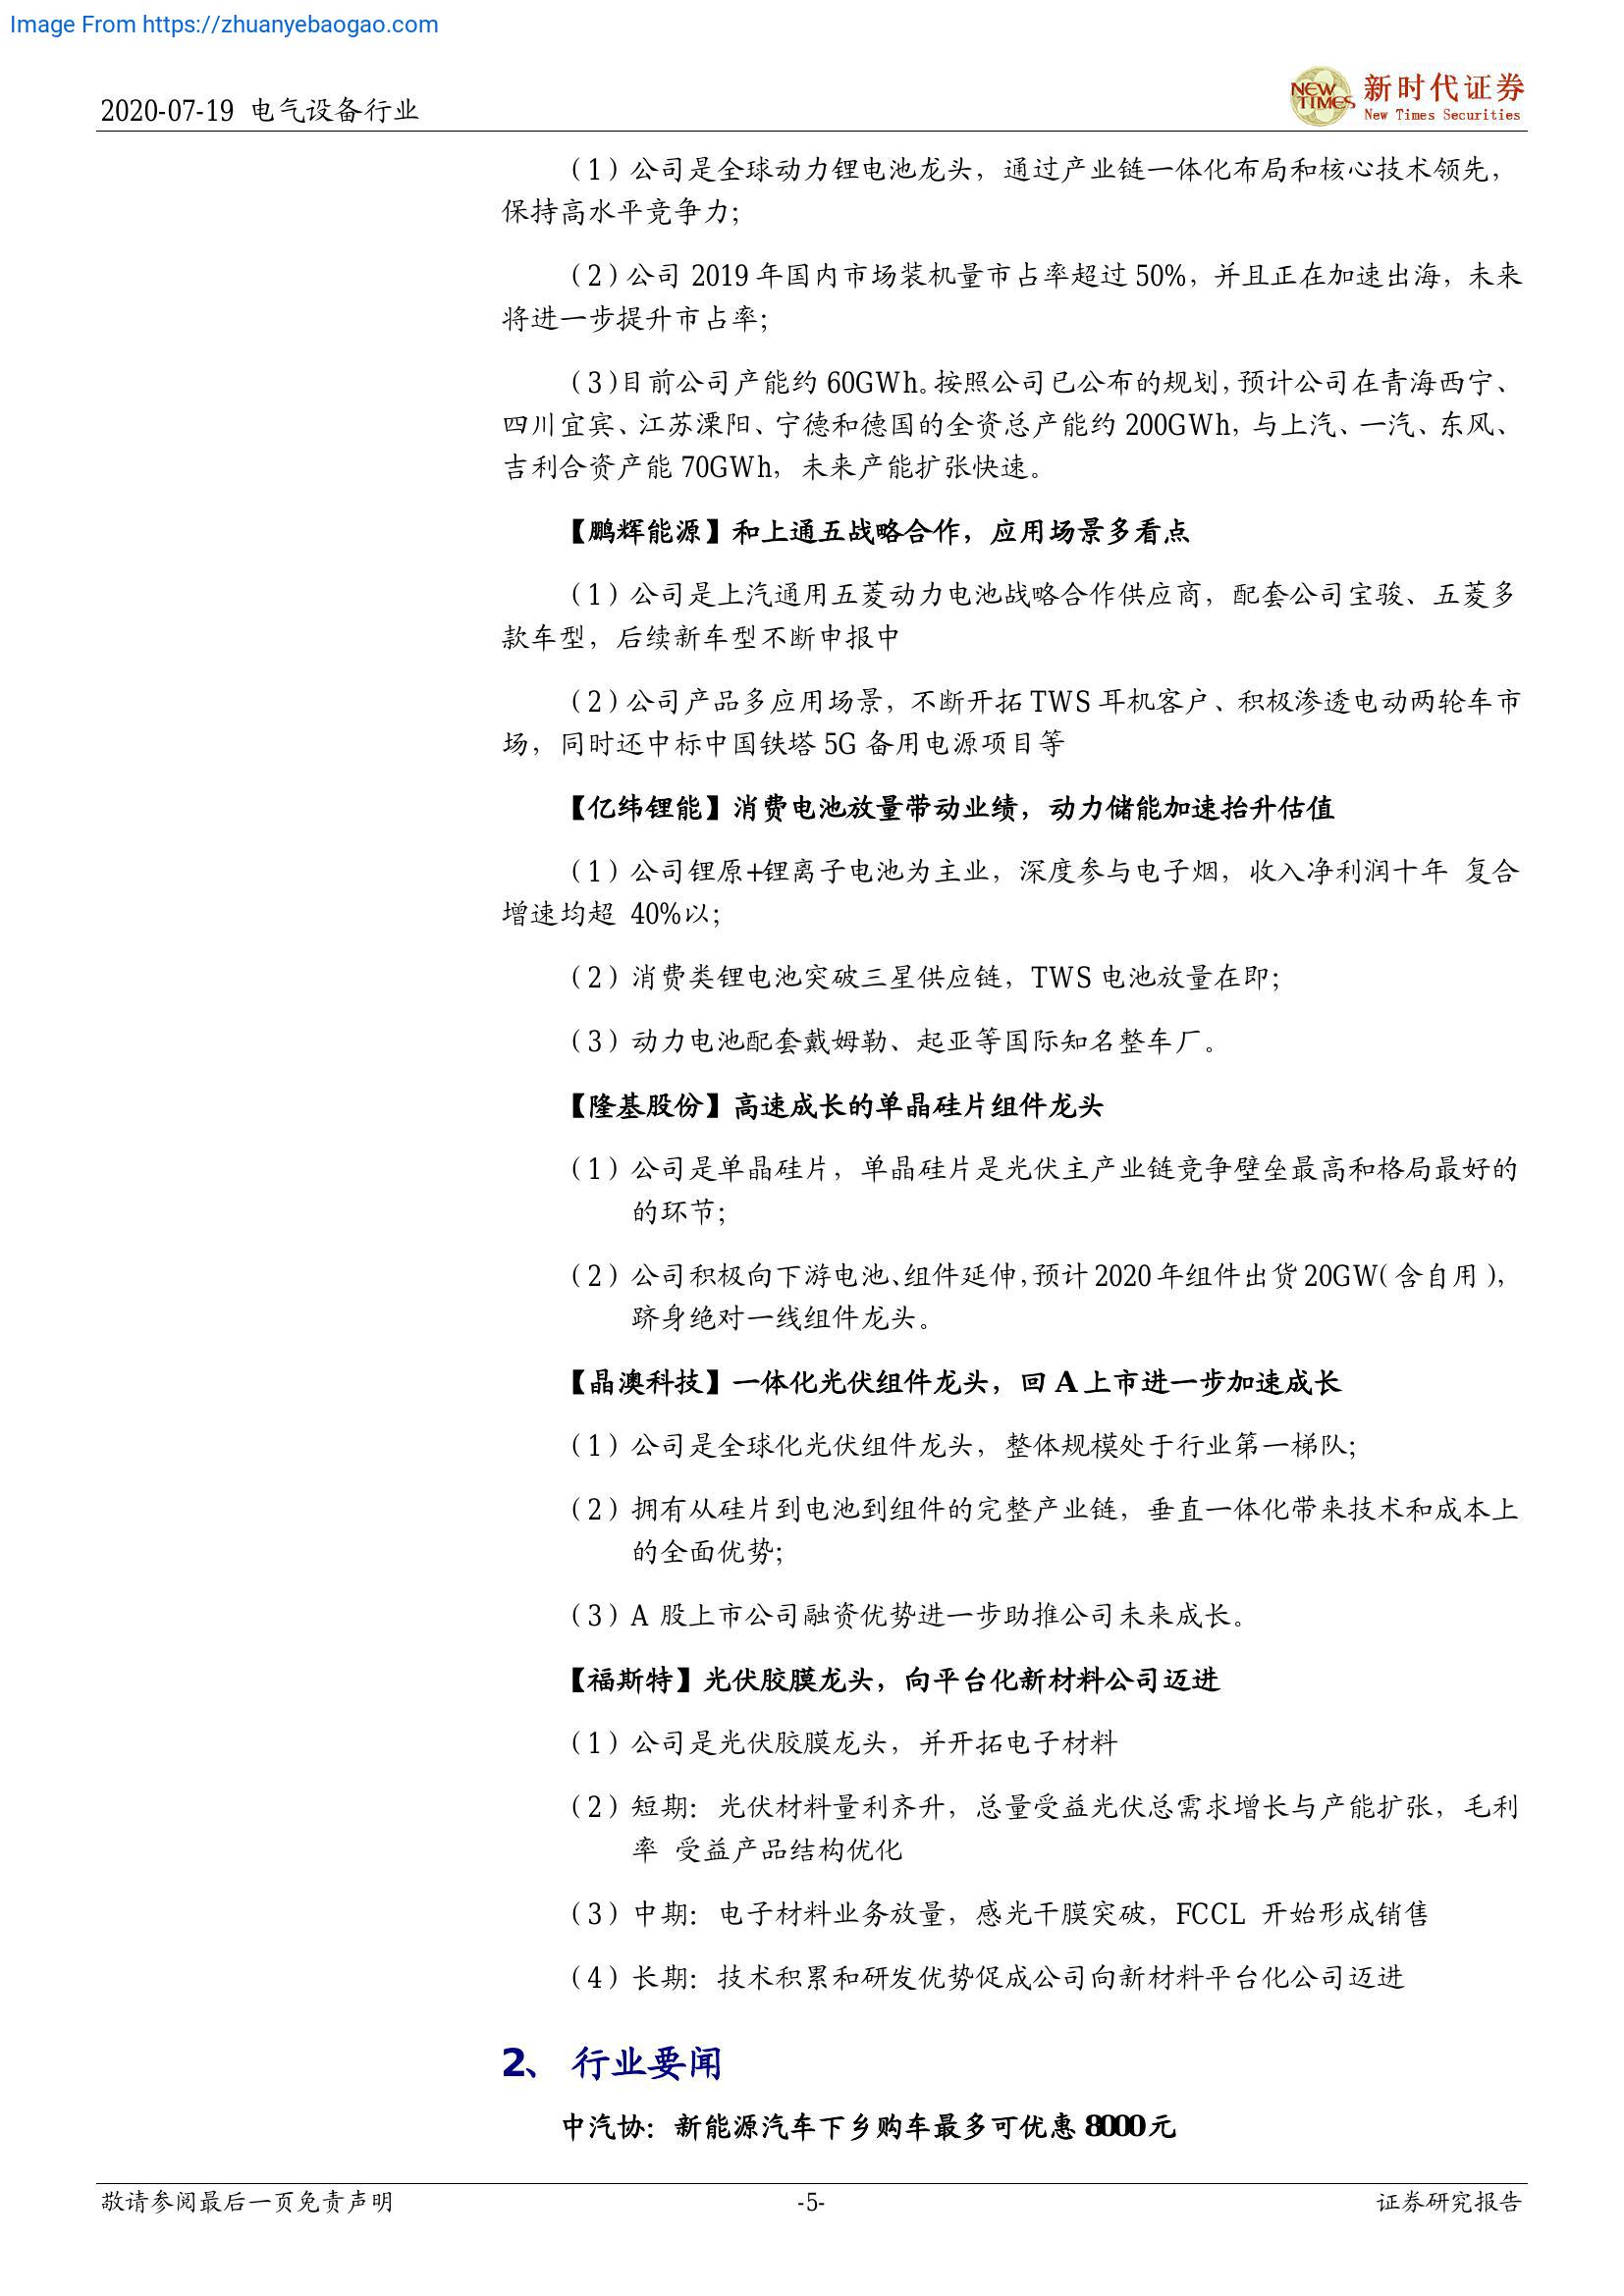 Image From https://zhuanyebaogao.com
2020-07-19 电气设备行业
NEW TIMES 新时代证券
New Times Securities
（1）公司是全球动力锂电池龙头，通过产业链一体化布局和核心技术领先，
保持高水平竞争力；
（2）公司 2019 年国内市场装机量市占率超过 50%，并且正在加速出海，未来
将进一步提升市占率；
（3）目前公司产能约 60GWh。按照公司已公布的规划，预计公司在青海西宁、
四川宜宾、江苏溧阳、宁德和德国的全资总产能约 200GWh，与上汽、一汽、东风、
吉利合资产能 70GWh，未来产能扩张快速。
【鹏辉能源】和上通五战略合作，应用场景多看点
（1）公司是上汽通用五菱动力电池战略合作供应商，配套公司宝骏、五菱多
款车型，后续新车型不断申报中
（2）公司产品多应用场景，不断开拓 TWS 耳机客户、积极渗透电动两轮车市
场，同时还中标中国铁塔 5G 备用电源项目等
【亿纬锂能】消费电池放量带动业绩，动力储能加速抬升估值
（1）公司锂原+锂离子电池为主业，深度参与电子烟，收入净利润十年 复合
增速均超 40%以；
（2）消费类锂电池突破三星供应链，TWS 电池放量在即；
（3）动力电池配套戴姆勒、起亚等国际知名整车厂。
【隆基股份】高速成长的单晶硅片组件龙头
（1）公司是单晶硅片，单晶硅片是光伏主产业链竞争壁垒最高和格局最好的
的环节；
（2）公司积极向下游电池、组件延伸，预计 2020 年组件出货 20GW（含自用），
跻身绝对一线组件龙头。
【晶澳科技】一体化光伏组件龙头，回 A 上市进一步加速成长
（1）公司是全球化光伏组件龙头，整体规模处于行业第一梯队；
（2）拥有从硅片到电池到组件的完整产业链，垂直一体化带来技术和成本上
的全面优势；
（3）A 股上市公司融资优势进一步助推公司未来成长。
【福斯特】光伏胶膜龙头，向平台化新材料公司迈进
（1）公司是光伏胶膜龙头，并开拓电子材料
（2）短期：光伏材料量利齐升，总量受益光伏总需求增长与产能扩张，毛利
率 受益产品结构优化
（3）中期：电子材料业务放量，感光干膜突破，FCCL 开始形成销售
（4）长期：技术积累和研发优势促成公司向新材料平台化公司迈进
2、 行业要闻
中汽协：新能源汽车下乡购车最多可优惠 8000 元
敬请参阅最后一页免责声明 -5- 证券研究报告